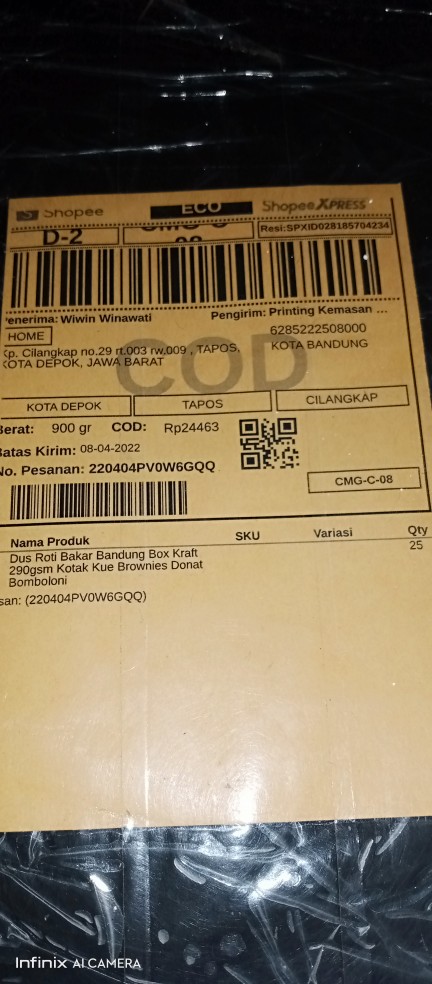 Shopee ECO Shopee XPRESS
D-2 Resi:SPXID028185704234
enerima: Wiwin Winawati Pengirim: Printing Kemasan ...
HOME 6285222508000
Kp. Cilangkap no.29 rt.003 rw,009 , TAPOS, KOTA BANDUNG
KOTA DEPOK, JAWA BARAT
COD
KOTA DEPOK TAPOS CILANGKAP
Berat: 900 gr COD: Rp24463
Batas Kirim: 08-04-2022
No. Pesanan: 220404PV0W6GQQ
CMG-C-08
Nama Produk SKU Variasi Qty
Dus Roti Bakar Bandung Box Kraft 25
290gsm Kotak Kue Brownies Donat
Bomboloni
san: (220404PV0W6GQQ)
Infinix AI CAMERA